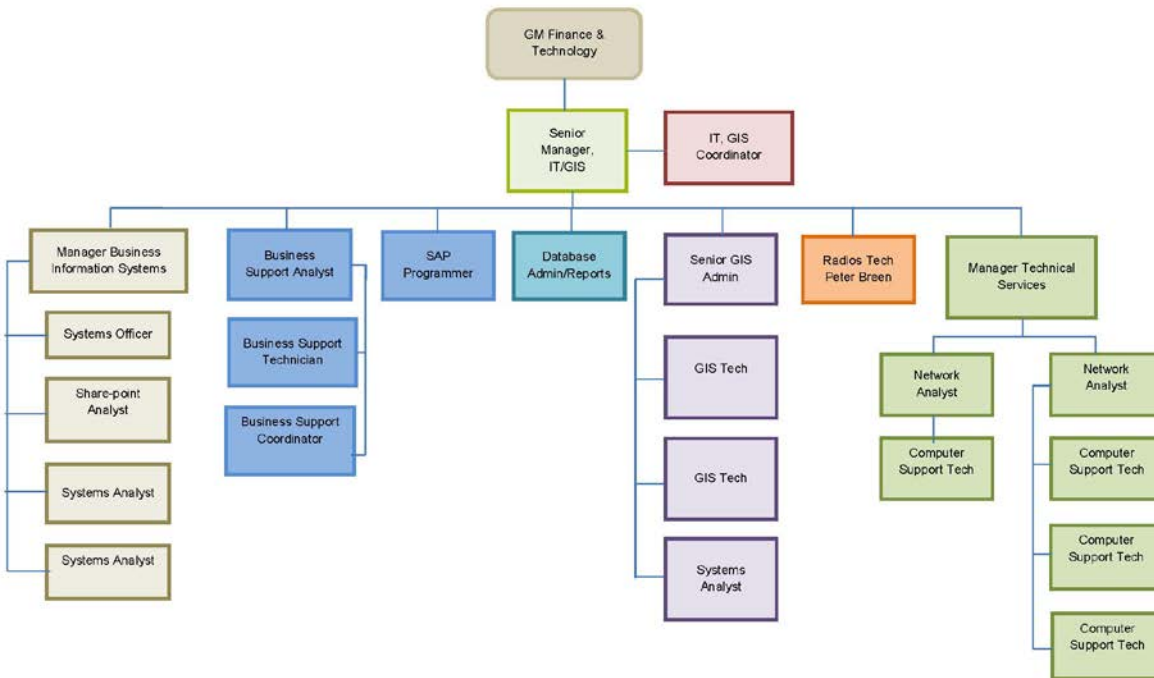 GM Finance &
Technology
Senior
Manager,
IT/GIS
IT, GIS
Coordinator
Manager Business
Information Systems
Systems Officer
Share-point
Analyst
Systems Analyst
Systems Analyst
Business
Support Analyst
Business Support
Technician
Business Support
Coordinator
SAP
Programmer
Database
Admin/Reports
Senior GIS
Admin
GIS Tech
GIS Tech
Systems
Analyst
Radios Tech
Peter Breen
Manager Technical
Services
Network
Analyst
Computer
Support Tech
Network
Analyst
Computer
Support Tech
Computer
Support Tech
Computer
Support Tech